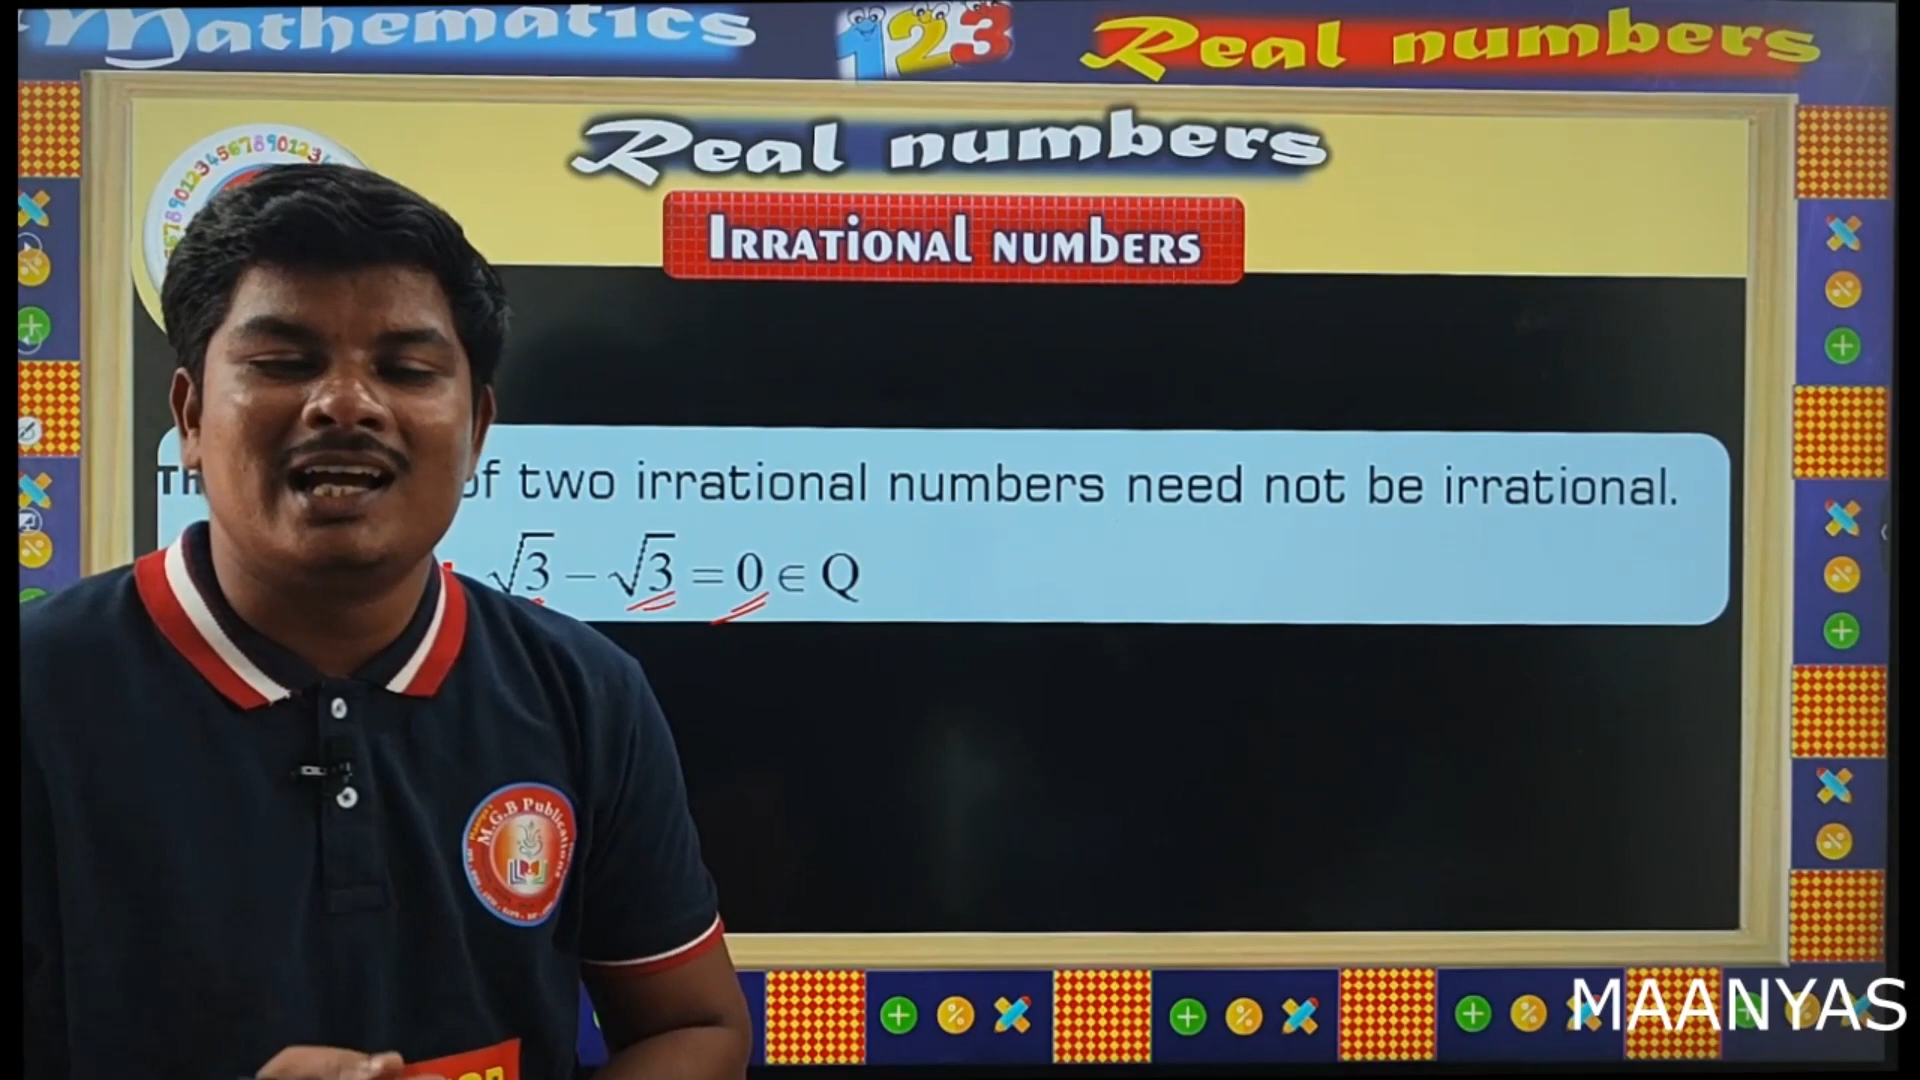 Mathematics
123
Real numbers
Real numbers
Irrational numbers
of two irrational numbers need not be irrational.
√3 − √3 = 0 ∈ Q
M.G.B Publications
MAANYAS